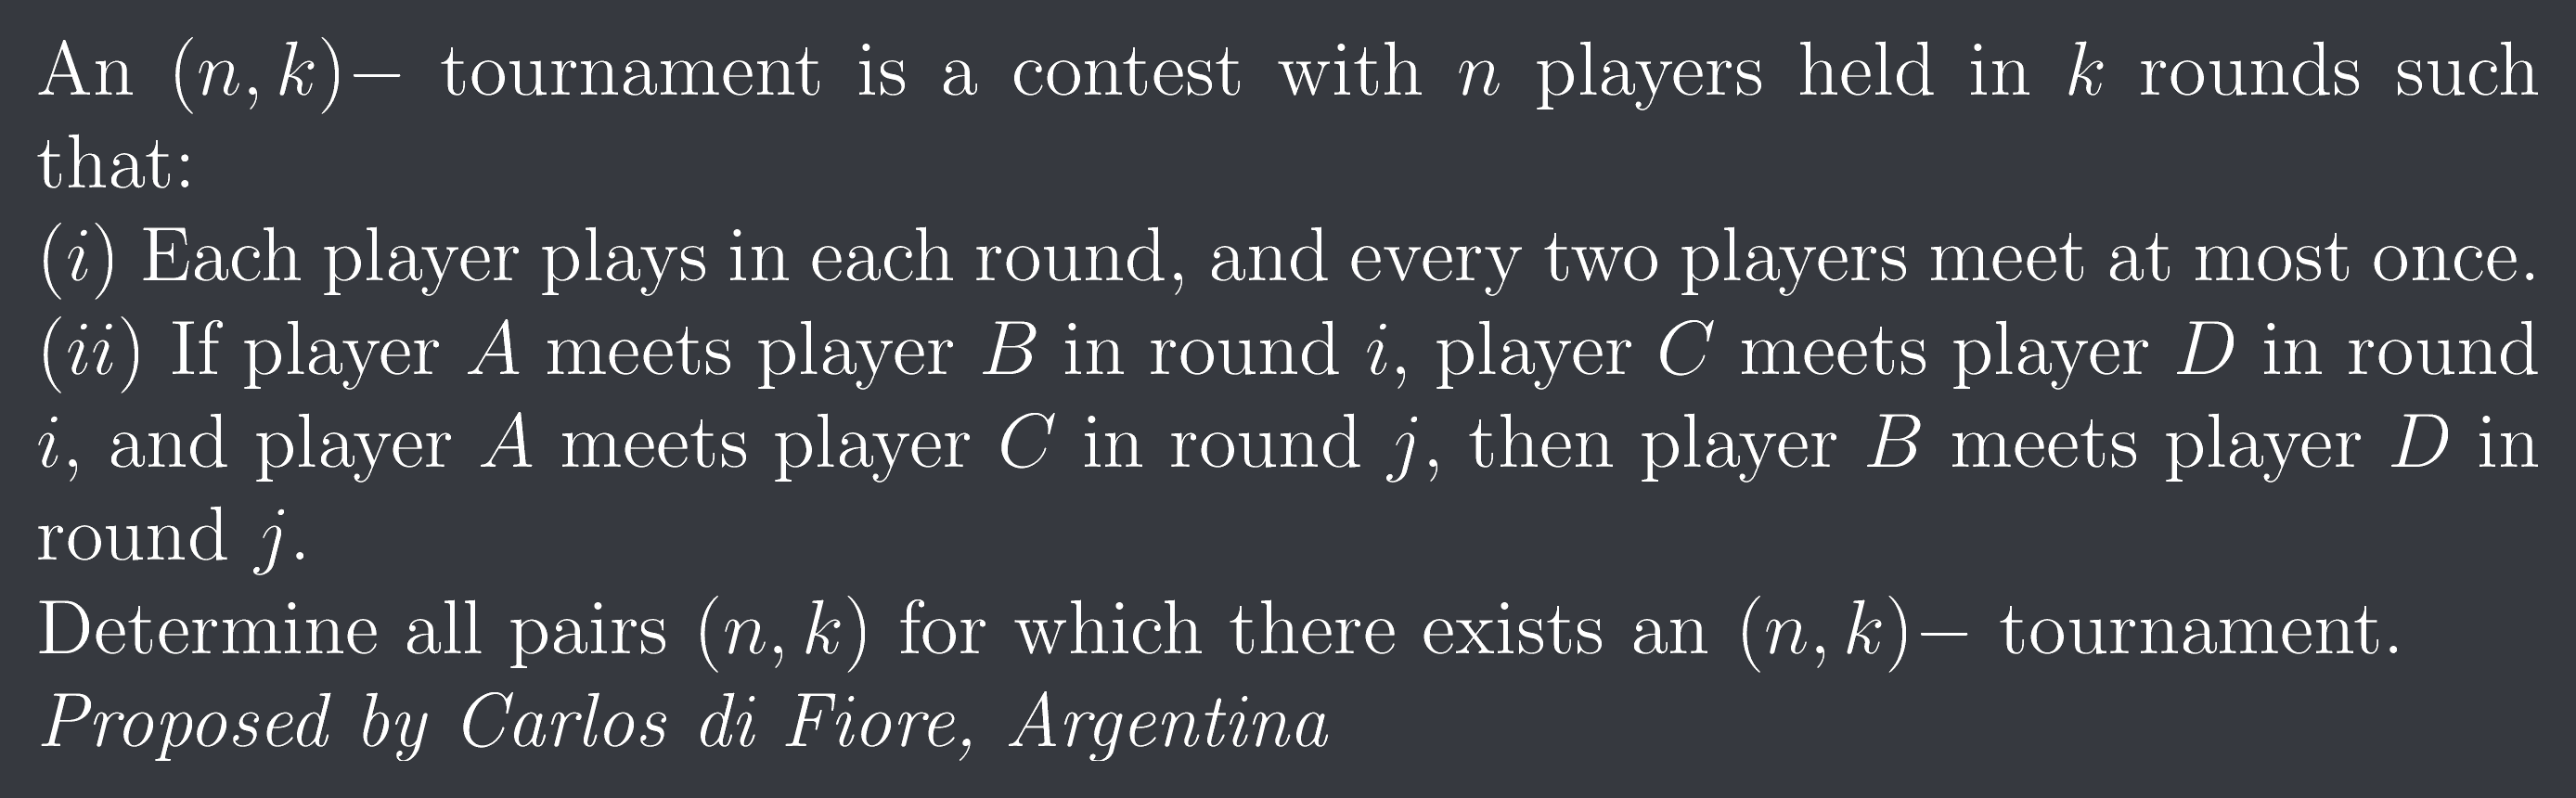 An (n, k)− tournament is a contest with n players held in k rounds such
that:
(i) Each player plays in each round, and every two players meet at most once.
(ii) If player A meets player B in round i, player C meets player D in round
i, and player A meets player C in round j, then player B meets player D in
round j.
Determine all pairs (n, k) for which there exists an (n, k)− tournament.
Proposed by Carlos di Fiore, Argentina